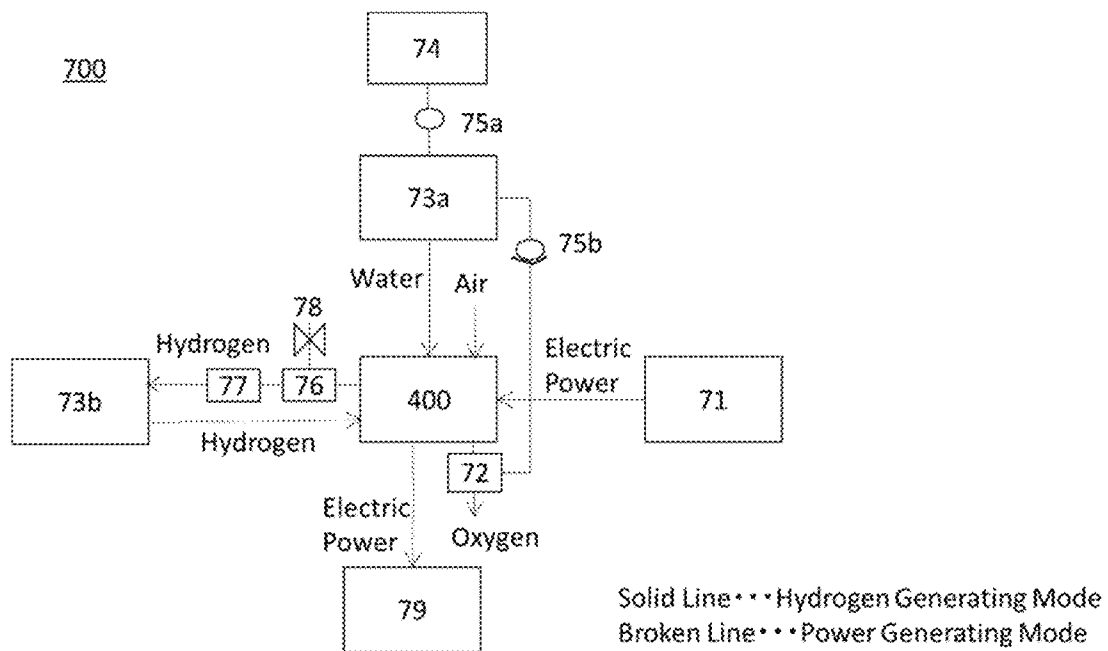 700
74
75a
73a
75b
Water
Air
78
Hydrogen
Electric
Power
73b
77
76
400
71
Hydrogen
72
Electric
Power
Oxygen
79
Solid Line・・・Hydrogen Generating Mode
Broken Line・・・Power Generating Mode